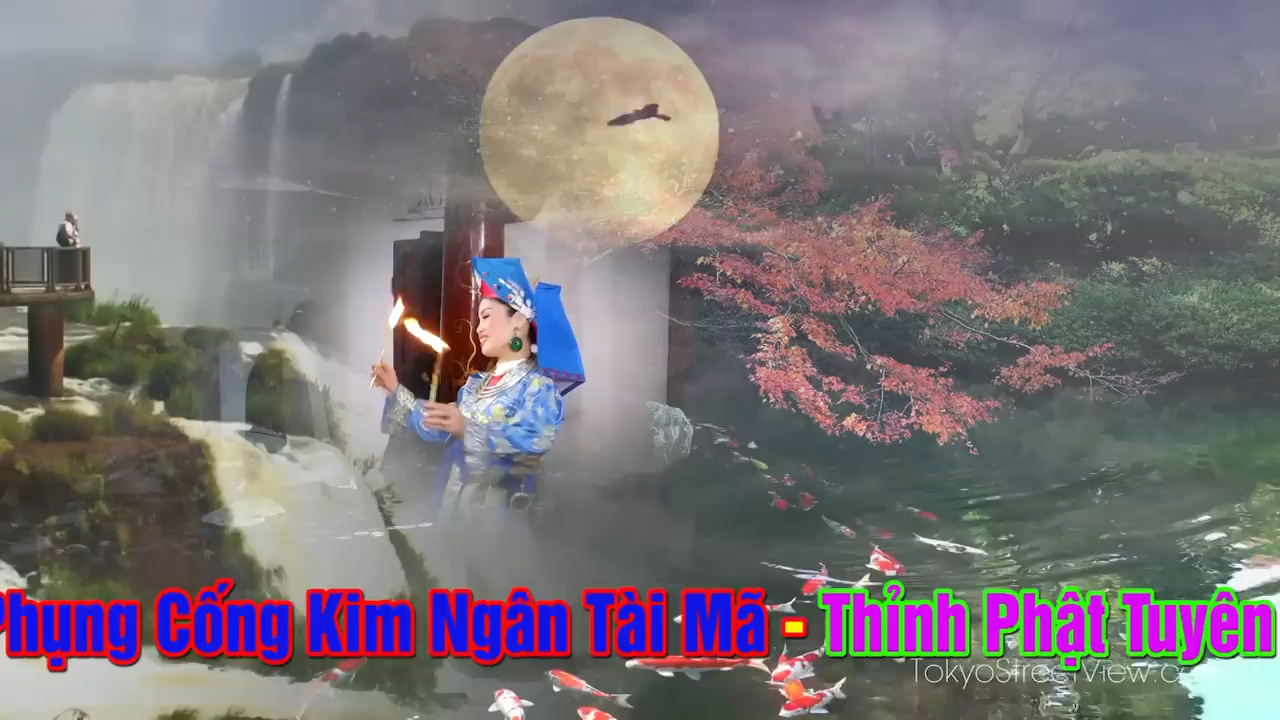 Phụng Cống Kim Ngân Tài Mã - Thỉnh Phật Tuyên
TokyoStreetView.c